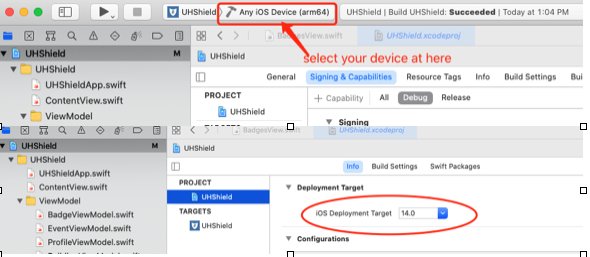 UHShield
Any iOS Device (arm64)
UHShield | Build UHShield: Succeeded | Today at 1:04 PM
BadgesView.swift
UHShield.xcodeproj
select your device at here
UHShield M
UHShield
UHShieldApp.swift
ContentView.swift
ViewModel
UHShield
General Signing & Capabilities Resource Tags Info Build Settings
PROJECT
UHShield
+ Capability All Debug Release
Signing
UHShield.xcodeproj
UHShield M
UHShield
UHShieldApp.swift
ContentView.swift
ViewModel
BadgeViewModel.swift
EventViewModel.swift
ProfileViewModel.swift
UHShield
Info Build Settings Swift Packages
PROJECT
UHShield
TARGETS
UHShield
Deployment Target
iOS Deployment Target 14.0
Configurations